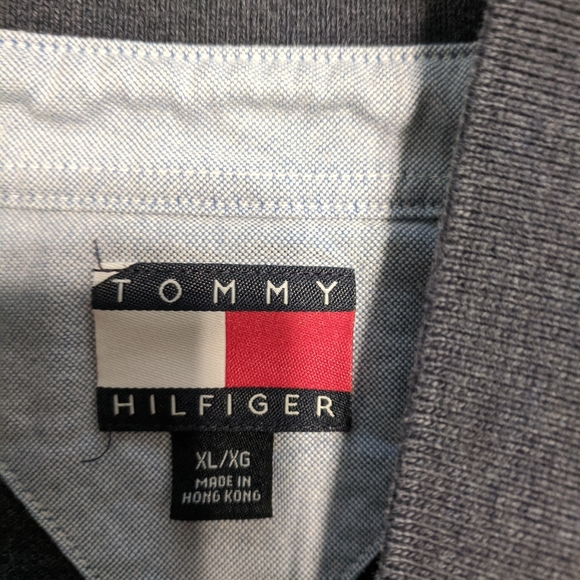 TOMMY
HILFIGER
XL/XG
MADE IN
HONG KONG